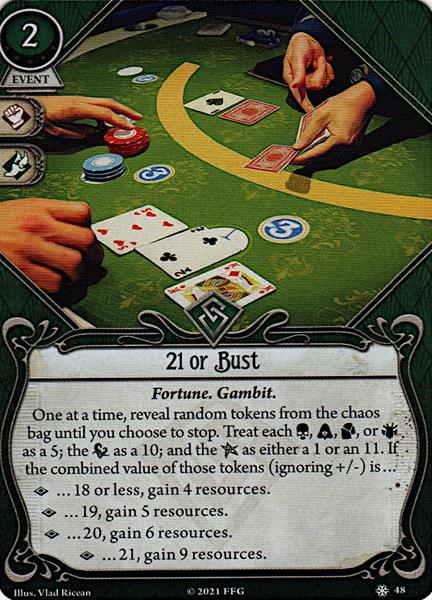 2
EVENT
21 or Bust
Fortune. Gambit.
One at a time, reveal random tokens from the chaos
bag until you choose to stop. Treat each , , , or
as a 5; the as a 10; and the as either a 1 or an 11. If
the combined value of those tokens (ignoring +/-) is…
…18 or less, gain 4 resources.
…19, gain 5 resources.
…20, gain 6 resources.
…21, gain 9 resources.
Illus. Vlad Ricean © 2021 FFG 48